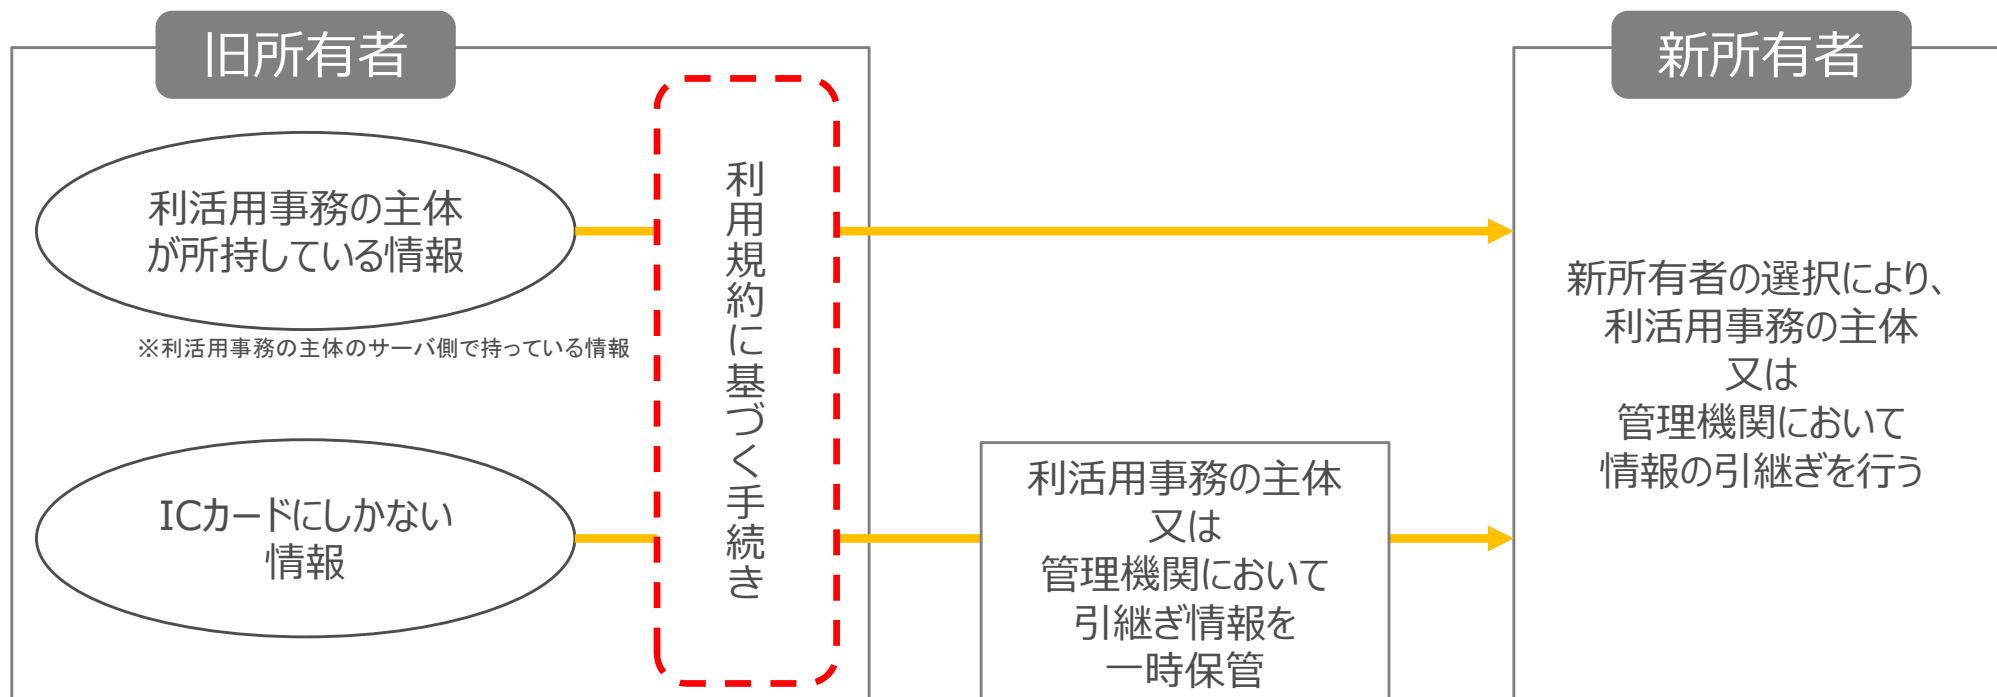 旧所有者
利活用事務の主体
が所持している情報
※利活用事務の主体のサーバ側で持っている情報
ICカードにしかない
情報
利用規約に基づく手続き
利活用事務の主体
又は
管理機関において
引継ぎ情報を
一時保管
新所有者
新所有者の選択により、
利活用事務の主体
又は
管理機関において
情報の引継ぎを行う